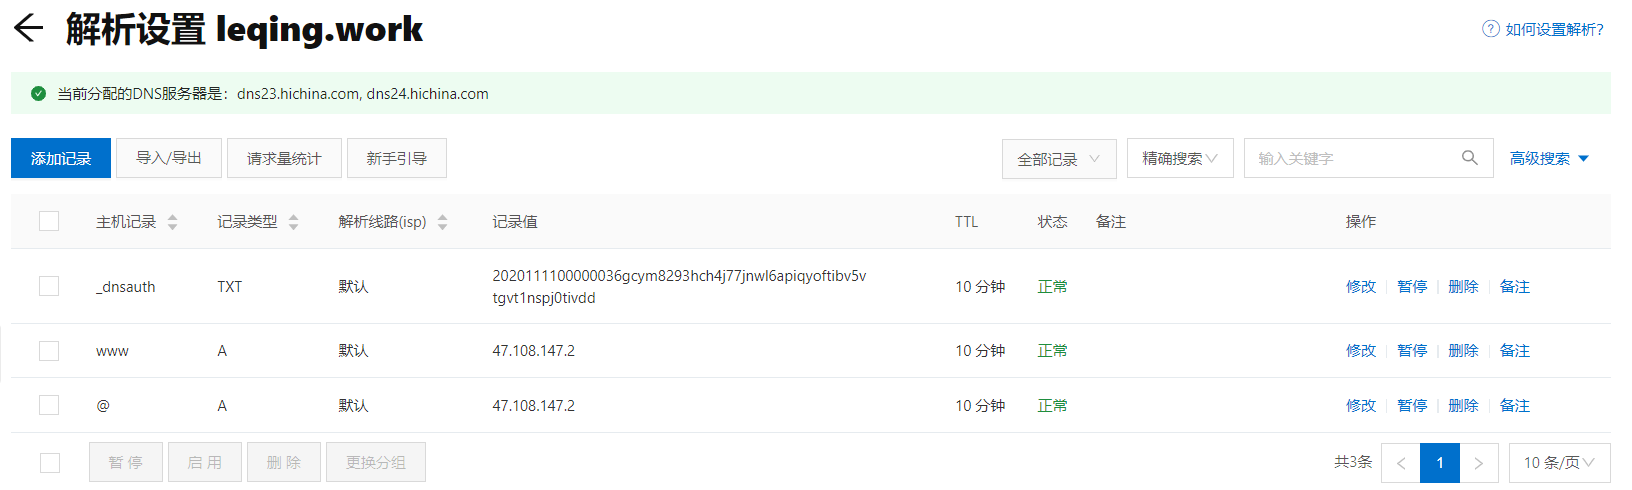 解析设置 leqing.work
如何设置解析?
当前分配的DNS服务器是：dns23.hichina.com, dns24.hichina.com
添加记录 导入/导出 请求量统计 新手引导 全部记录 精确搜索 输入关键字 高级搜索
主机记录 记录类型 解析线路(isp) 记录值 TTL 状态 备注 操作
_dnsauth TXT 默认 2020111100000036gcym8293hch4j77jnwl6apiqyoftibv5v 10 分钟 正常 修改 暂停 删除 备注
tgvt1nspj0tivdd
www A 默认 47.108.147.2 10 分钟 正常 修改 暂停 删除 备注
@ A 默认 47.108.147.2 10 分钟 正常 修改 暂停 删除 备注
暂 停 启 用 删 除 更换分组 共3条 1 10 条/页